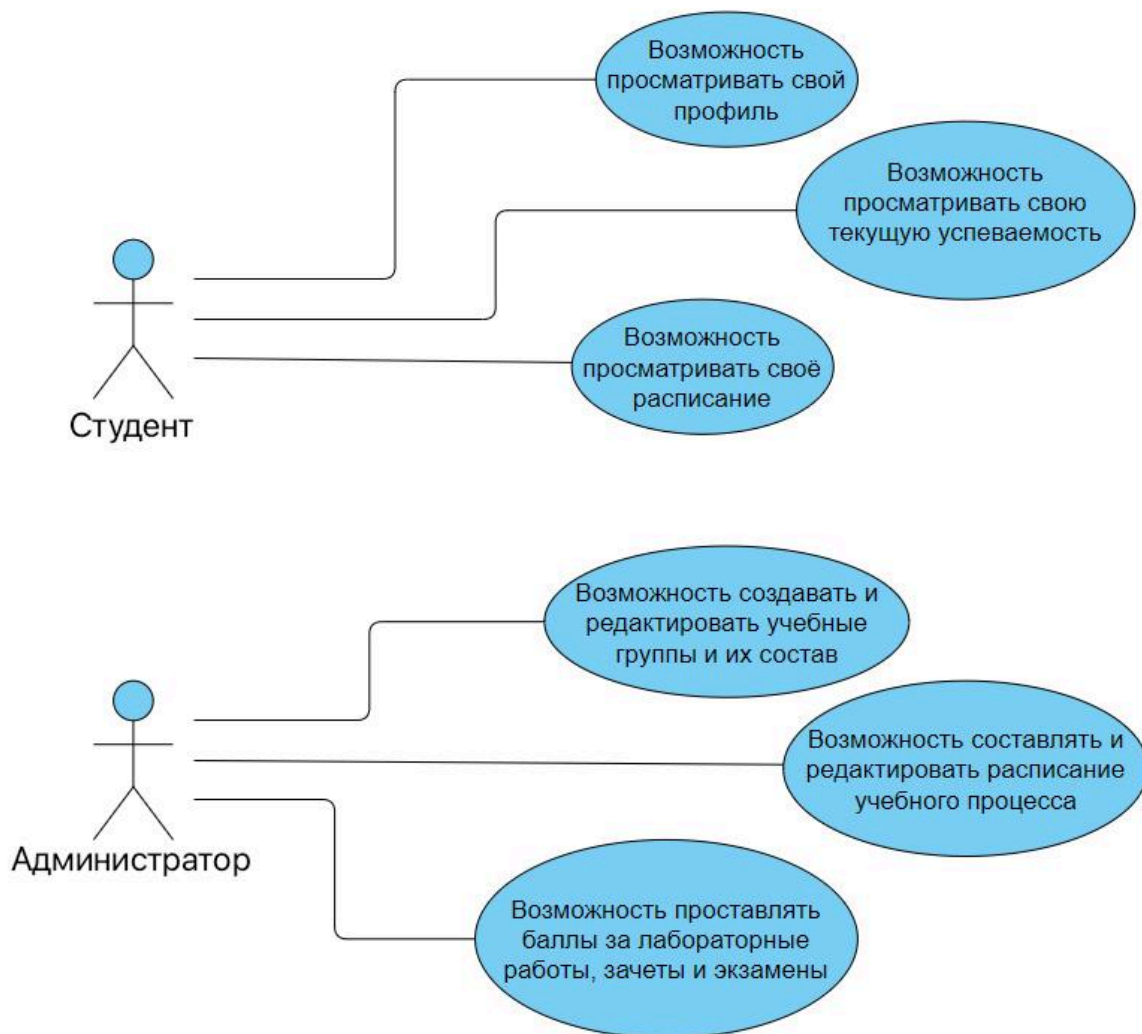 Возможность
просматривать свой
профиль
Возможность
просматривать свою
текущую успеваемость
Возможность
просматривать своё
расписание
Студент
Возможность создавать и
редактировать учебные
группы и их состав
Возможность составлять и
редактировать расписание
учебного процесса
Администратор
Возможность проставлять
баллы за лабораторные
работы, зачеты и экзамены